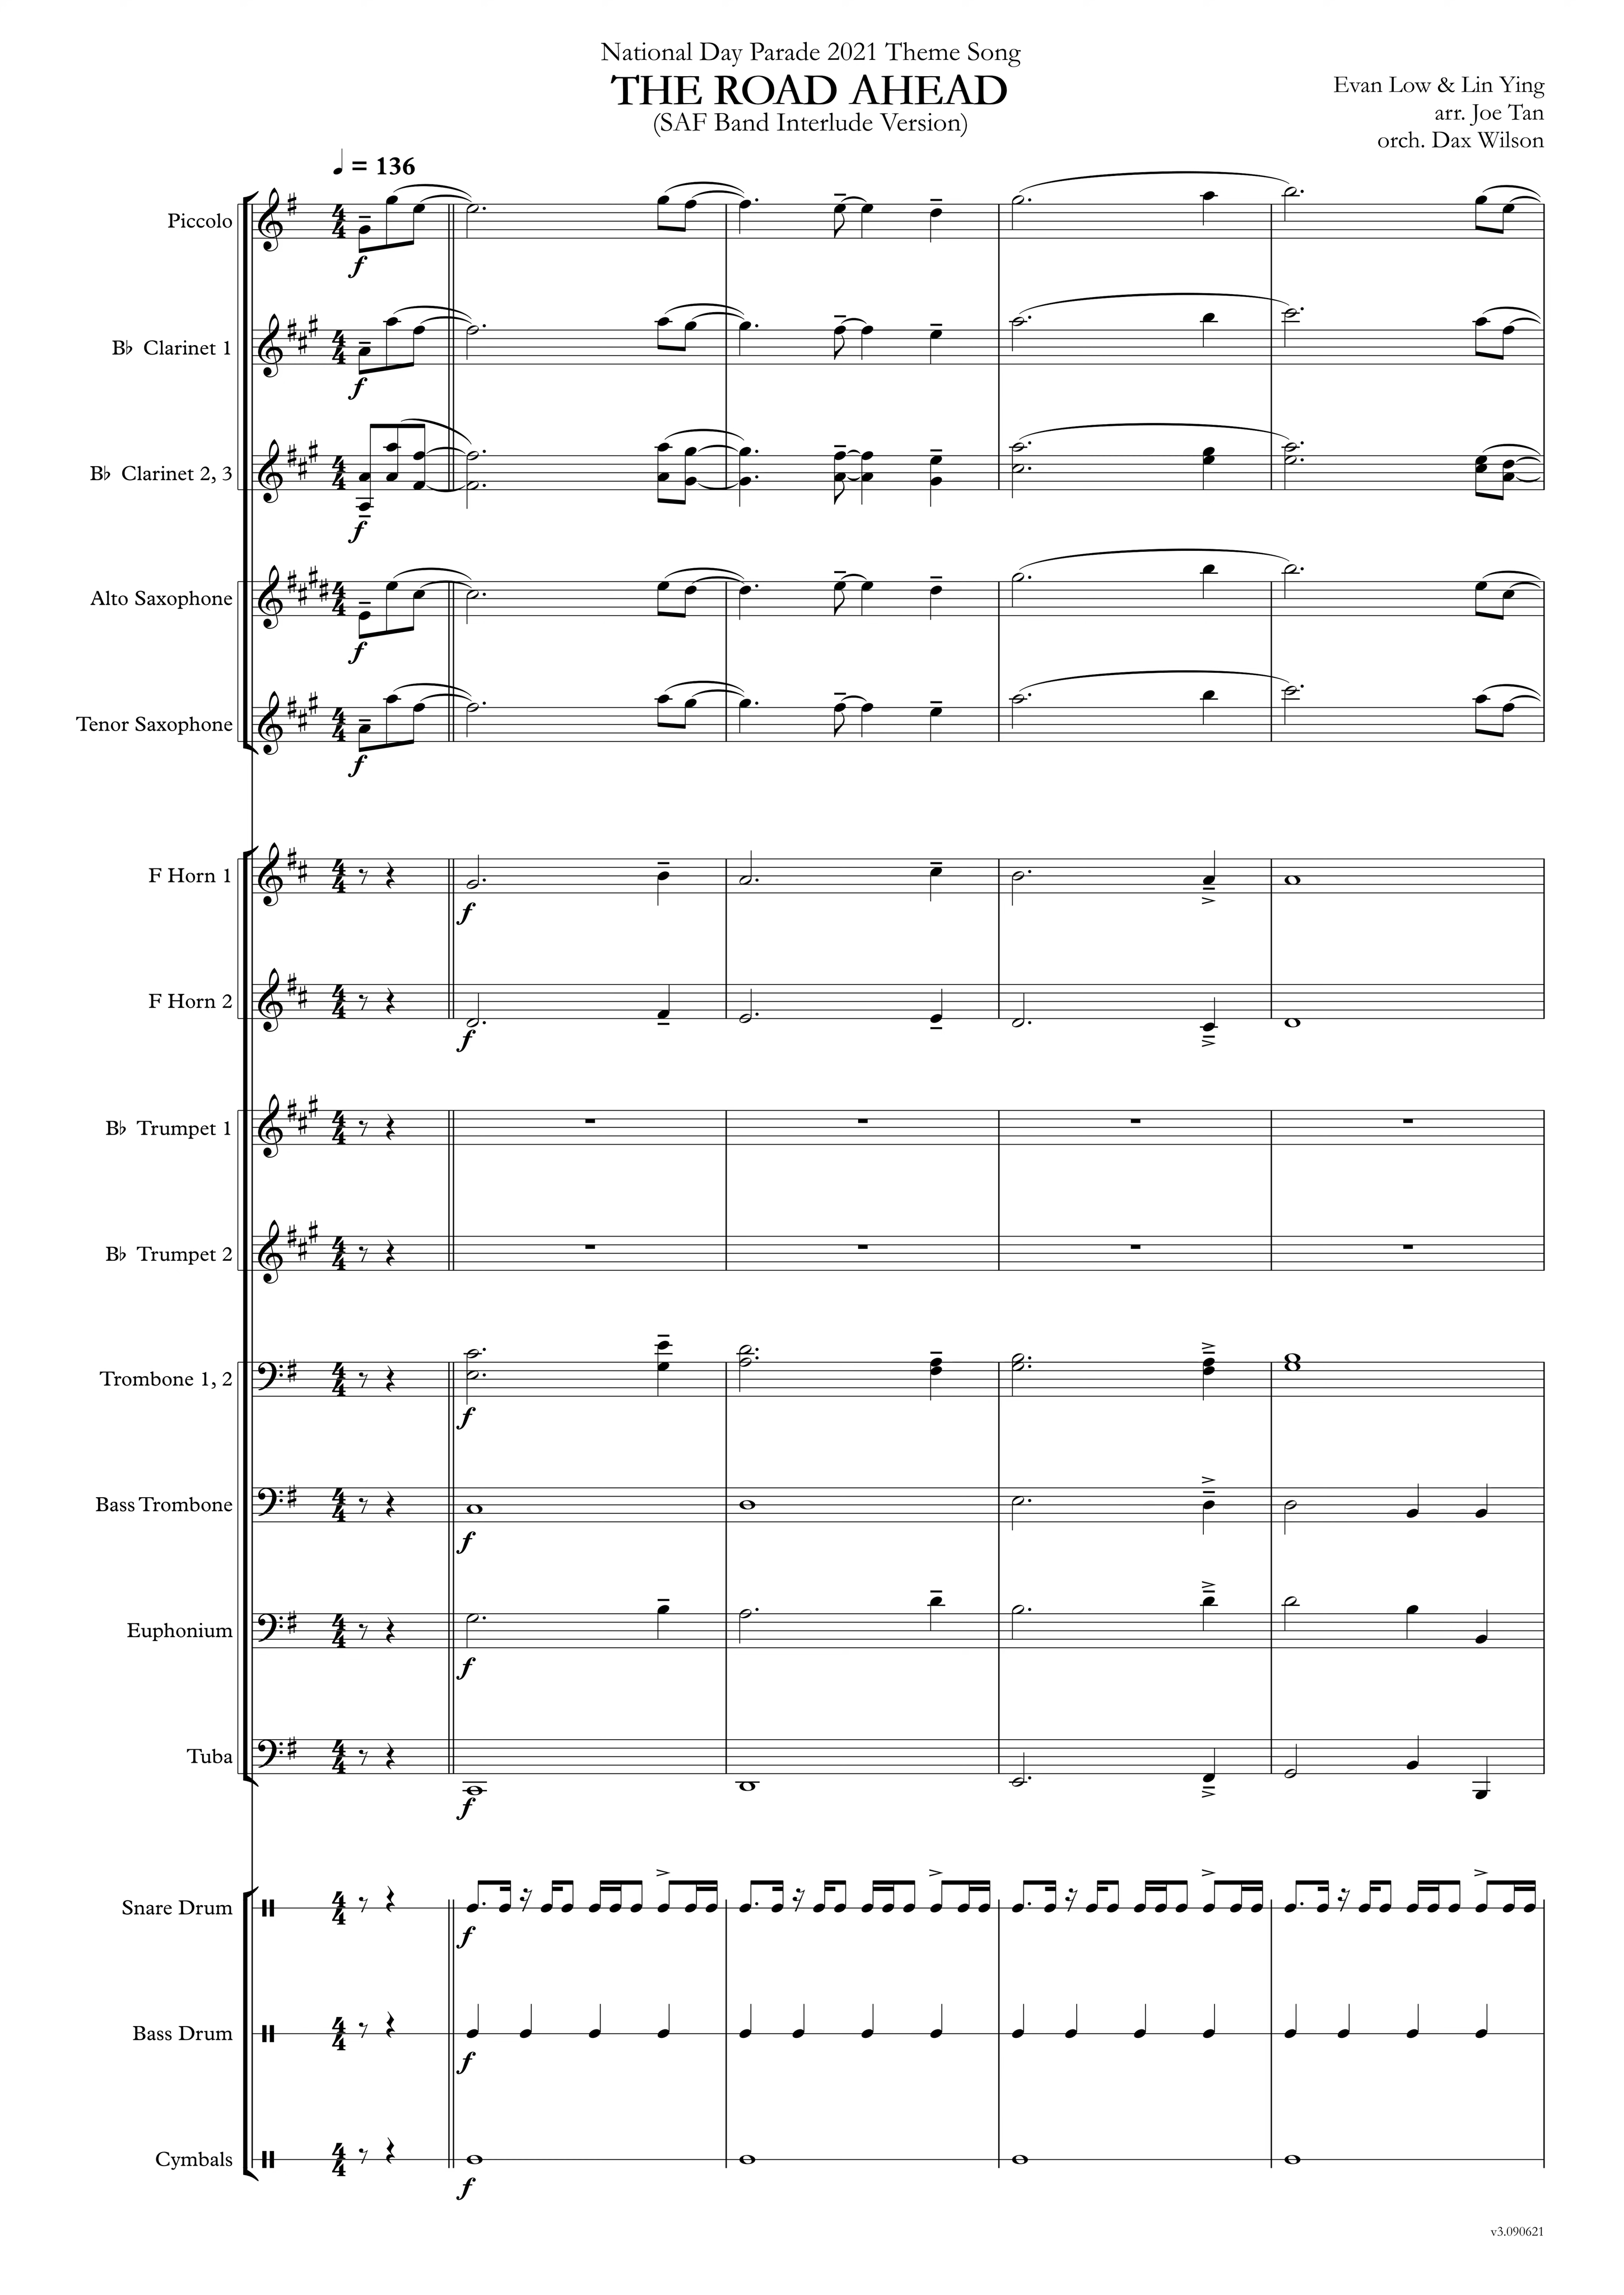 National Day Parade 2021 Theme Song
THE ROAD AHEAD
(SAF Band Interlude Version)
Evan Low & Lin Ying
arr. Joe Tan
orch. Dax Wilson
♩ = 136
Piccolo
f
B♭ Clarinet 1
f
B♭ Clarinet 2, 3
f
Alto Saxophone
f
Tenor Saxophone
f
F Horn 1
f
F Horn 2
f
B♭ Trumpet 1
B♭ Trumpet 2
Trombone 1, 2
f
Bass Trombone
f
Euphonium
f
Tuba
f
Snare Drum
f
Bass Drum
f
Cymbals
f
v3.090621